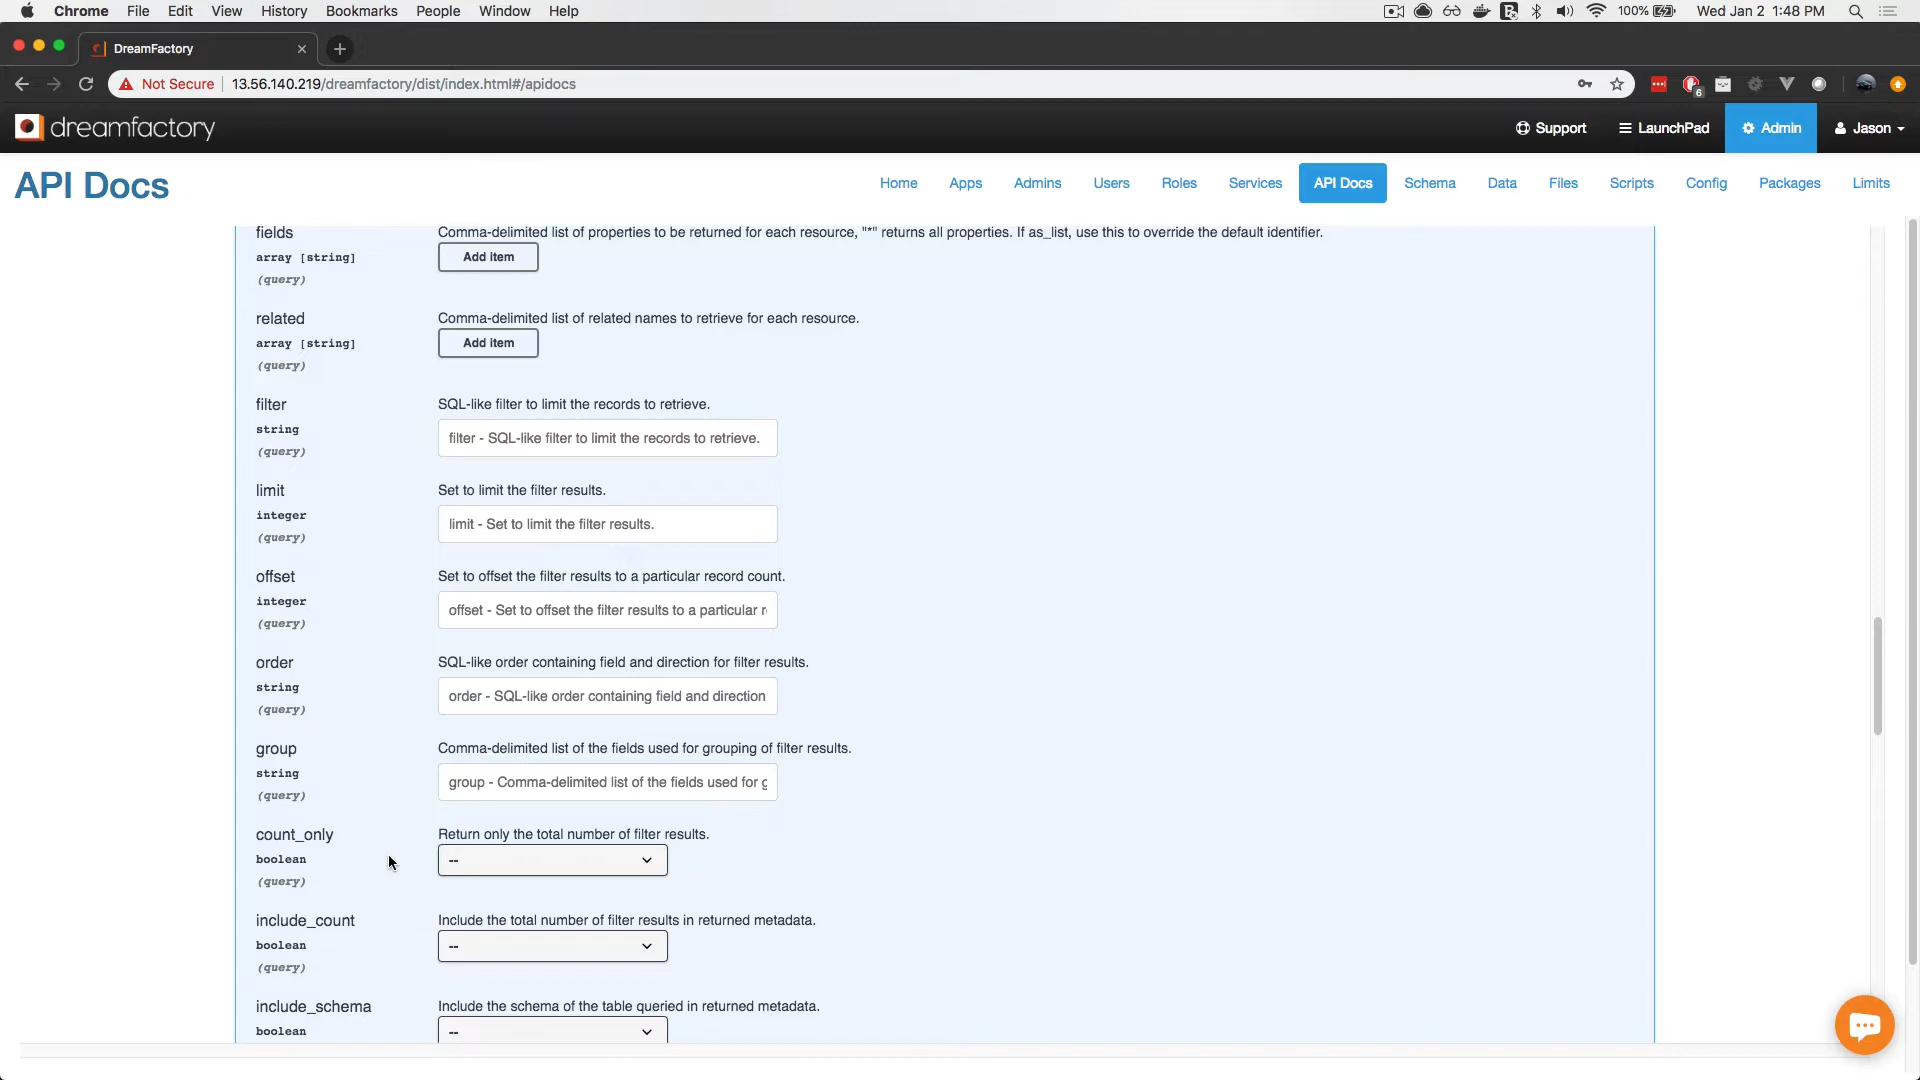 Chrome File Edit View History Bookmarks People Window Help 100% Wed Jan 2 1:48 PM
DreamFactory
Not Secure 13.56.140.219/dreamfactory/dist/index.html#/apidocs 6
dreamfactory Support LaunchPad Admin Jason
API Docs Home Apps Admins Users Roles Services API Docs Schema Data Files Scripts Config Packages Limits
fields Comma-delimited list of properties to be returned for each resource, "*" returns all properties. If as_list, use this to override the default identifier.
array [string] Add item
(query)
related Comma-delimited list of related names to retrieve for each resource.
array [string] Add item
(query)
filter SQL-like filter to limit the records to retrieve.
string filter - SQL-like filter to limit the records to retrieve.
(query)
limit Set to limit the filter results.
integer limit - Set to limit the filter results.
(query)
offset Set to offset the filter results to a particular record count.
integer offset - Set to offset the filter results to a particular r
(query)
order SQL-like order containing field and direction for filter results.
string order - SQL-like order containing field and direction
(query)
group Comma-delimited list of the fields used for grouping of filter results.
string group - Comma-delimited list of the fields used for g
(query)
count_only Return only the total number of filter results.
boolean --
(query)
include_count Include the total number of filter results in returned metadata.
boolean --
(query)
include_schema Include the schema of the table queried in returned metadata.
boolean --